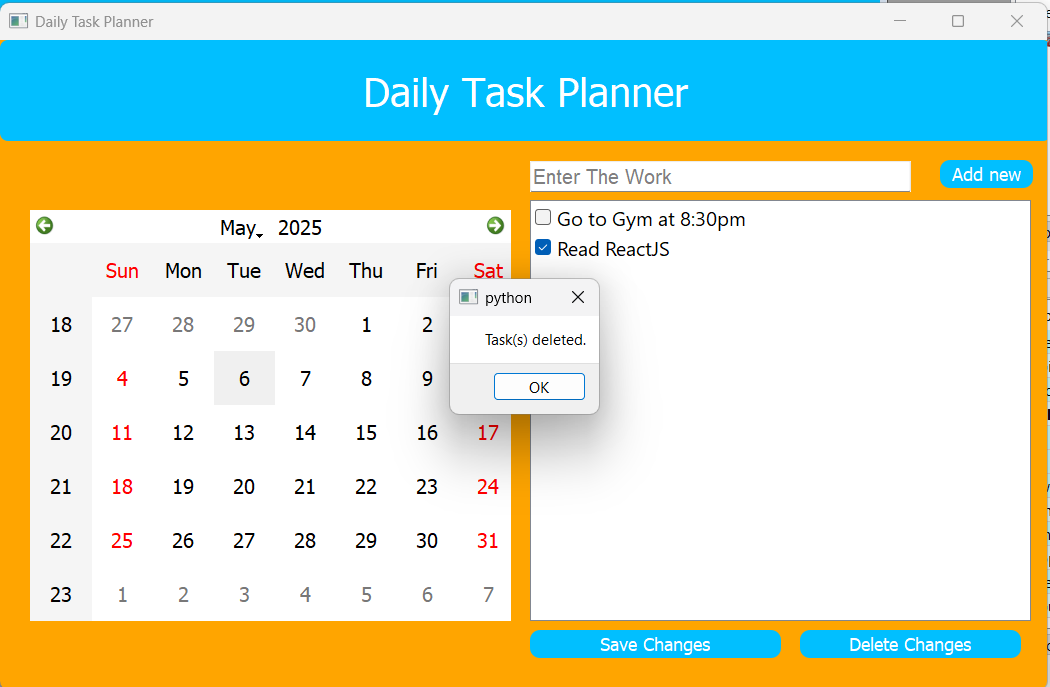 Daily Task Planner
Daily Task Planner
Enter The Work
Add new
May 2025
Sun Mon Tue Wed Thu Fri Sat
18 27 28 29 30 1 2
19 4 5 6 7 8 9
20 11 12 13 14 15 16 17
21 18 19 20 21 22 23 24
22 25 26 27 28 29 30 31
23 1 2 3 4 5 6 7
Go to Gym at 8:30pm
Read ReactJS
python
Task(s) deleted.
OK
Save Changes
Delete Changes